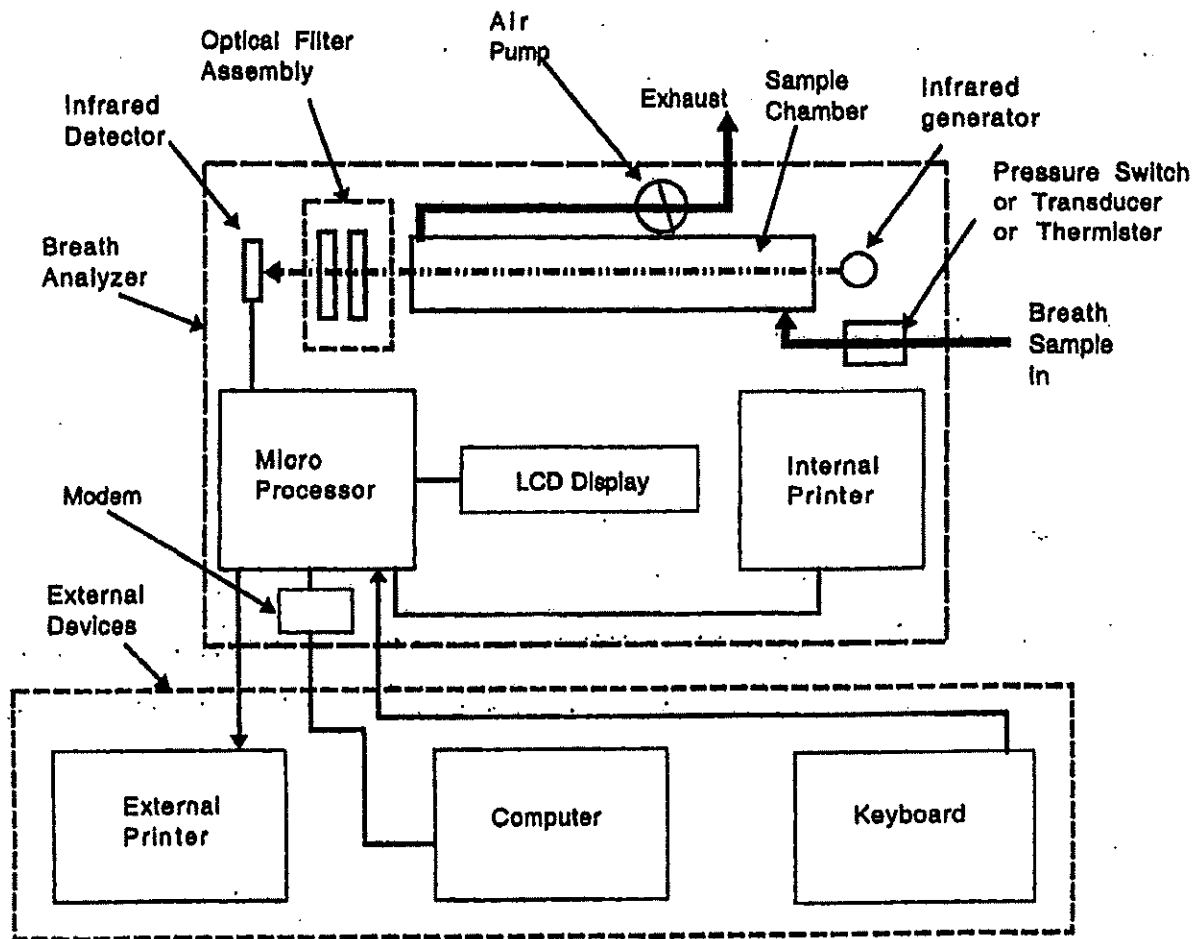 Optical Filter
Assembly
Air
Pump
Infrared
Detector
Exhaust
Sample
Chamber
Infrared
generator
Pressure Switch
or Transducer
or Thermister
Breath
Analyzer
Breath
Sample
In
Micro
Processor
LCD Display
Internal
Printer
Modem
External
Devices
External
Printer
Computer
Keyboard